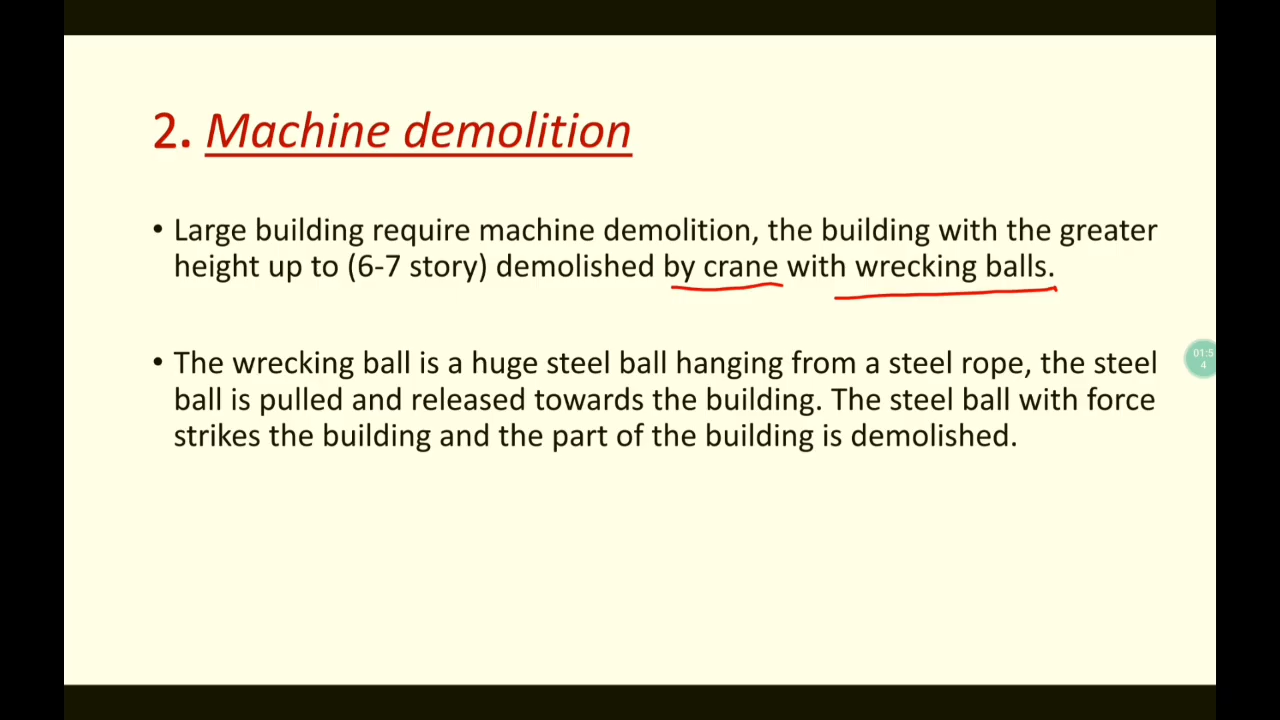 2. Machine demolition
• Large building require machine demolition, the building with the greater
height up to (6-7 story) demolished by crane with wrecking balls.
• The wrecking ball is a huge steel ball hanging from a steel rope, the steel
ball is pulled and released towards the building. The steel ball with force
strikes the building and the part of the building is demolished.
01:5
4